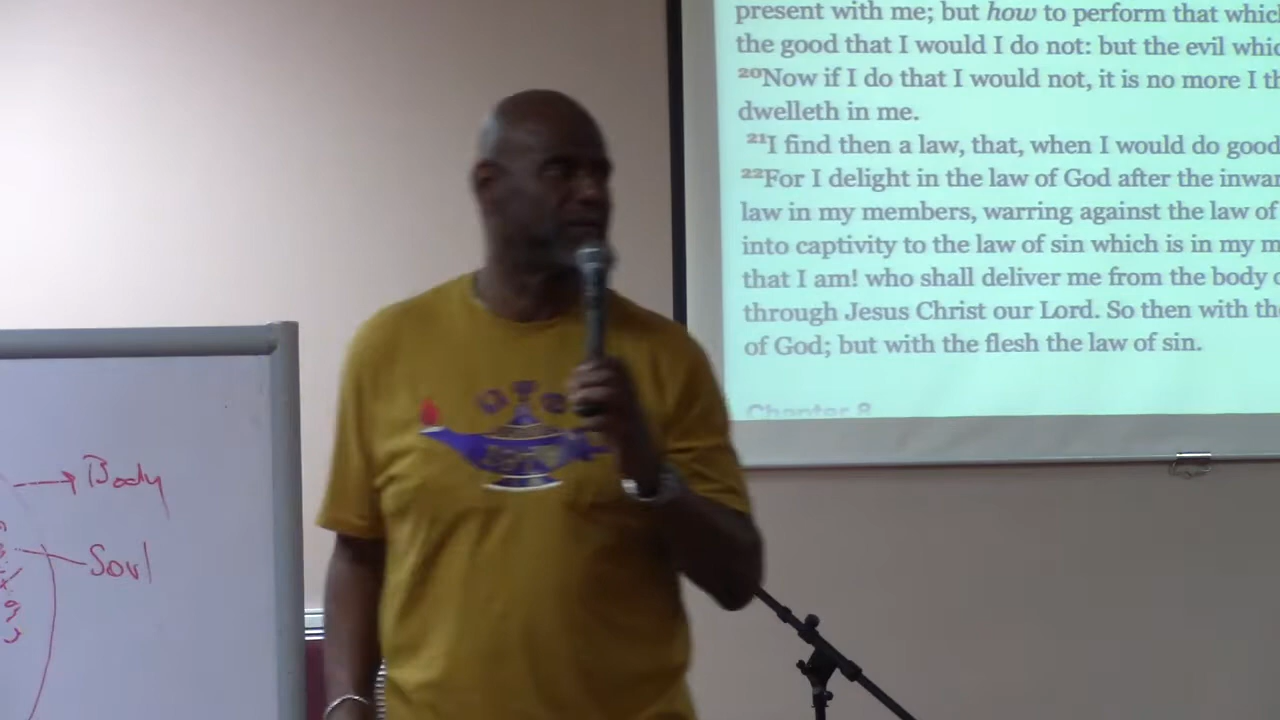 present with me; but how to perform that which
the good that I would I do not: but the evil whic
20Now if I do that I would not, it is no more I th
dwelleth in me.
21I find then a law, that, when I would do good
22For I delight in the law of God after the inwar
law in my members, warring against the law of
into captivity to the law of sin which is in my m
that I am! who shall deliver me from the body o
through Jesus Christ our Lord. So then with th
of God; but with the flesh the law of sin.
Chapter 8
Body
Soul